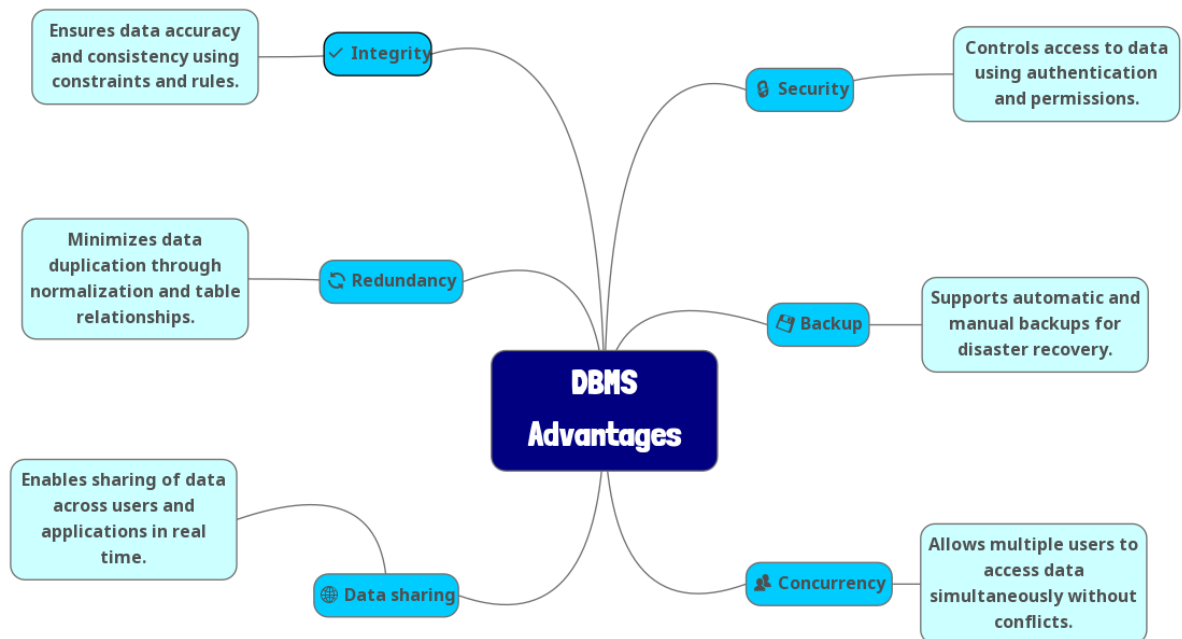 Ensures data accuracy
and consistency using
constraints and rules.
Integrity
Security
Controls access to data
using authentication
and permissions.
Minimizes data
duplication through
normalization and table
relationships.
Redundancy
Backup
Supports automatic and
manual backups for
disaster recovery.
DBMS
Advantages
Enables sharing of data
across users and
applications in real
time.
Data sharing
Concurrency
Allows multiple users to
access data
simultaneously without
conflicts.